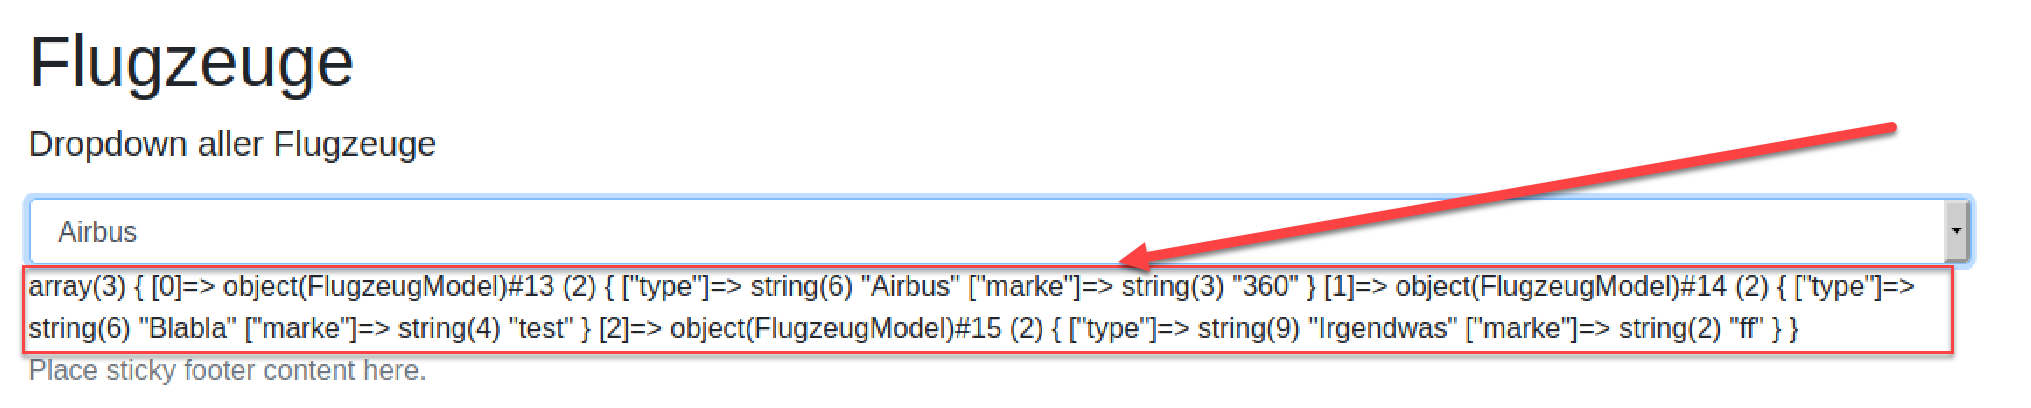 Flugzeuge
Dropdown aller Flugzeuge
Airbus
array(3) { [0]=> object(FlugzeugModel)#13 (2) { ["type"]=> string(6) "Airbus" ["marke"]=> string(3) "360" } [1]=> object(FlugzeugModel)#14 (2) { ["type"]=>
string(6) "Blabla" ["marke"]=> string(4) "test" } [2]=> object(FlugzeugModel)#15 (2) { ["type"]=> string(9) "Irgendwas" ["marke"]=> string(2) "ff" } }
Place sticky footer content here.